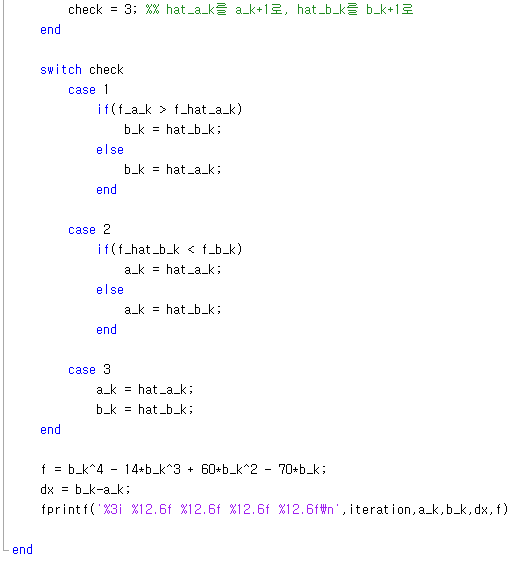 check = 3; %% hat_a_k를 a_k+1로, hat_b_k를 b_k+1로
end
switch check
case 1
if(f_a_k > f_hat_a_k)
b_k = hat_b_k;
else
b_k = hat_a_k;
end
case 2
if(f_hat_b_k < f_b_k)
a_k = hat_a_k;
else
a_k = hat_b_k;
end
case 3
a_k = hat_a_k;
b_k = hat_b_k;
end
f = b_k^4 - 14*b_k^3 + 60*b_k^2 - 70*b_k;
dx = b_k-a_k;
fprintf('%3i %12.6f %12.6f %12.6f %12.6f₩n',iteration,a_k,b_k,dx,f)
end